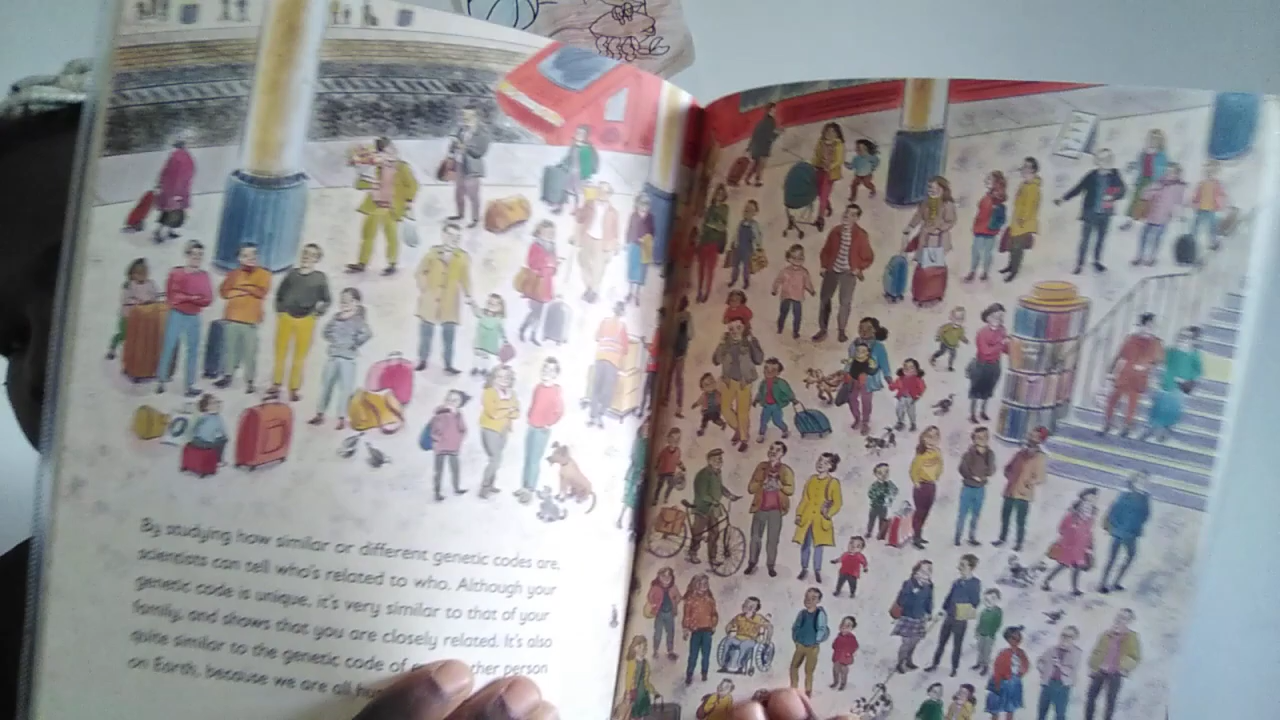 By studying how similar or different genetic codes are,
scientists can tell who's related to who. Although your
genetic code is unique, it's very similar to that of your
family, and shows that you are closely related. It's also
quite similar to the genetic code of person
on Earth, because we are all